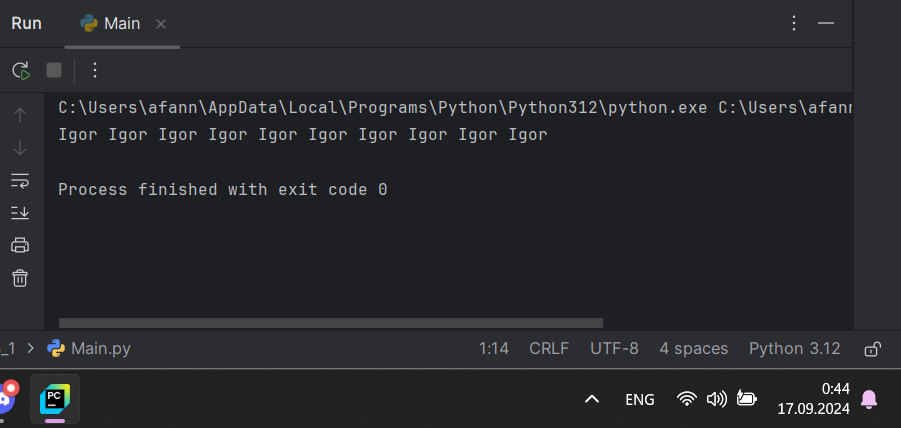 Run Main
C:\Users\afann\AppData\Local\Programs\Python\Python312\python.exe C:\Users\afann
Igor Igor Igor Igor Igor Igor Igor Igor Igor Igor
Process finished with exit code 0
_1 > Main.py 1:14 CRLF UTF-8 4 spaces Python 3.12
PC ENG 0:44
17.09.2024